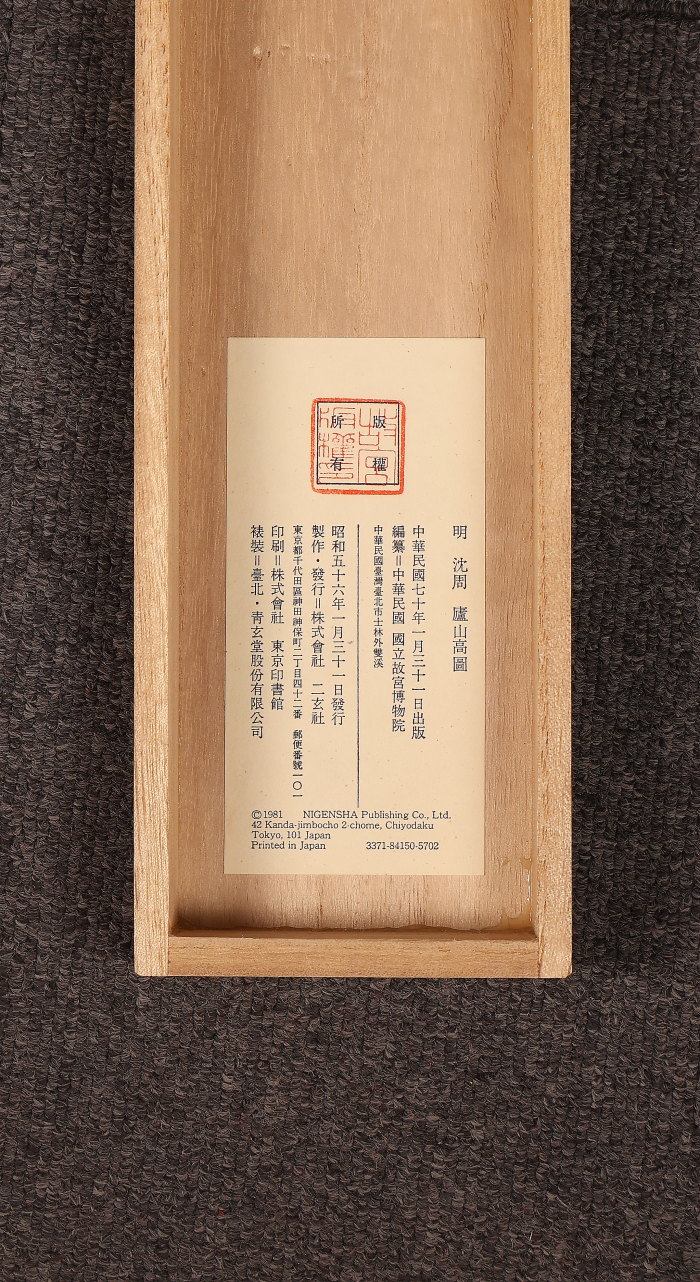 版權
所有
明　沈周　廬山高圖
中華民國七十年一月三十一日出版
編纂＝中華民國　國立故宮博物院
中華民國臺灣臺北市士林外雙溪
昭和五十六年一月三十一日發行
製作・發行＝株式會社　二玄社
東京都千代田區神田神保町二丁目四十二番　郵便番號一〇一
印刷＝株式會社　東京印書館
裱裝＝臺北・靑玄堂股份有限公司
©1981 NIGENSHA Publishing Co., Ltd.
42 Kanda-jimbocho 2-chome, Chiyodaku
Tokyo, 101 Japan
Printed in Japan 3371-84150-5702